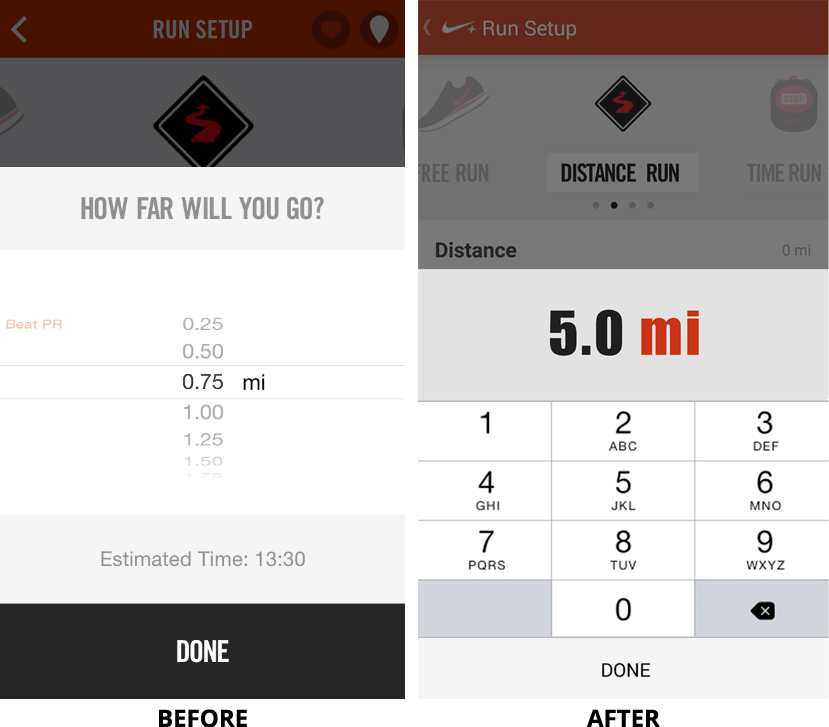 RUN SETUP
HOW FAR WILL YOU GO?
Beat PR
0.25
0.50
0.75 mi
1.00
1.25
1.50
1.75
Estimated Time: 13:30
DONE
BEFORE
Run Setup
BEST
FREE RUN
DISTANCE RUN
TIME RUN
Distance
0 mi
5.0 mi
1
2
ABC
3
DEF
4
GHI
5
JKL
6
MNO
7
PQRS
8
TUV
9
WXYZ
0
DONE
AFTER